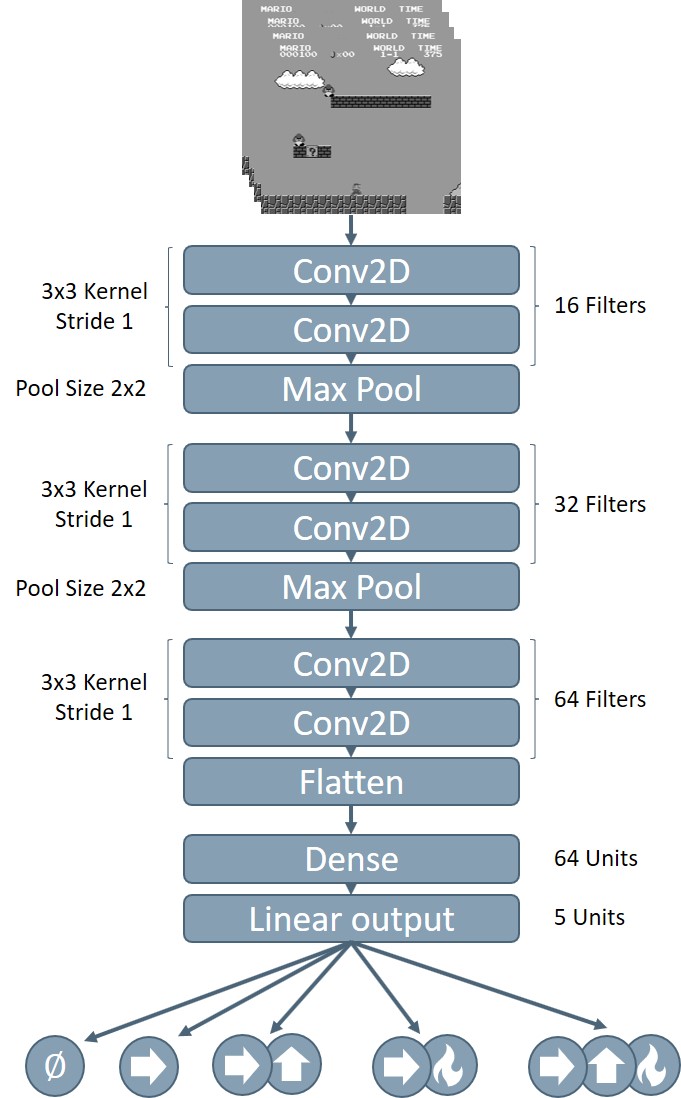 MARIO WORLD TIME
MARIO WORLD TIME
MARIO WORLD TIME
MARIO WORLD TIME
000100 ×00 1-1 375
?
Conv2D
3x3 Kernel
Stride 1
16 Filters
Conv2D
Pool Size 2x2
Max Pool
Conv2D
3x3 Kernel
Stride 1
32 Filters
Conv2D
Pool Size 2x2
Max Pool
Conv2D
3x3 Kernel
Stride 1
64 Filters
Conv2D
Flatten
Dense
64 Units
Linear output
5 Units
Ø